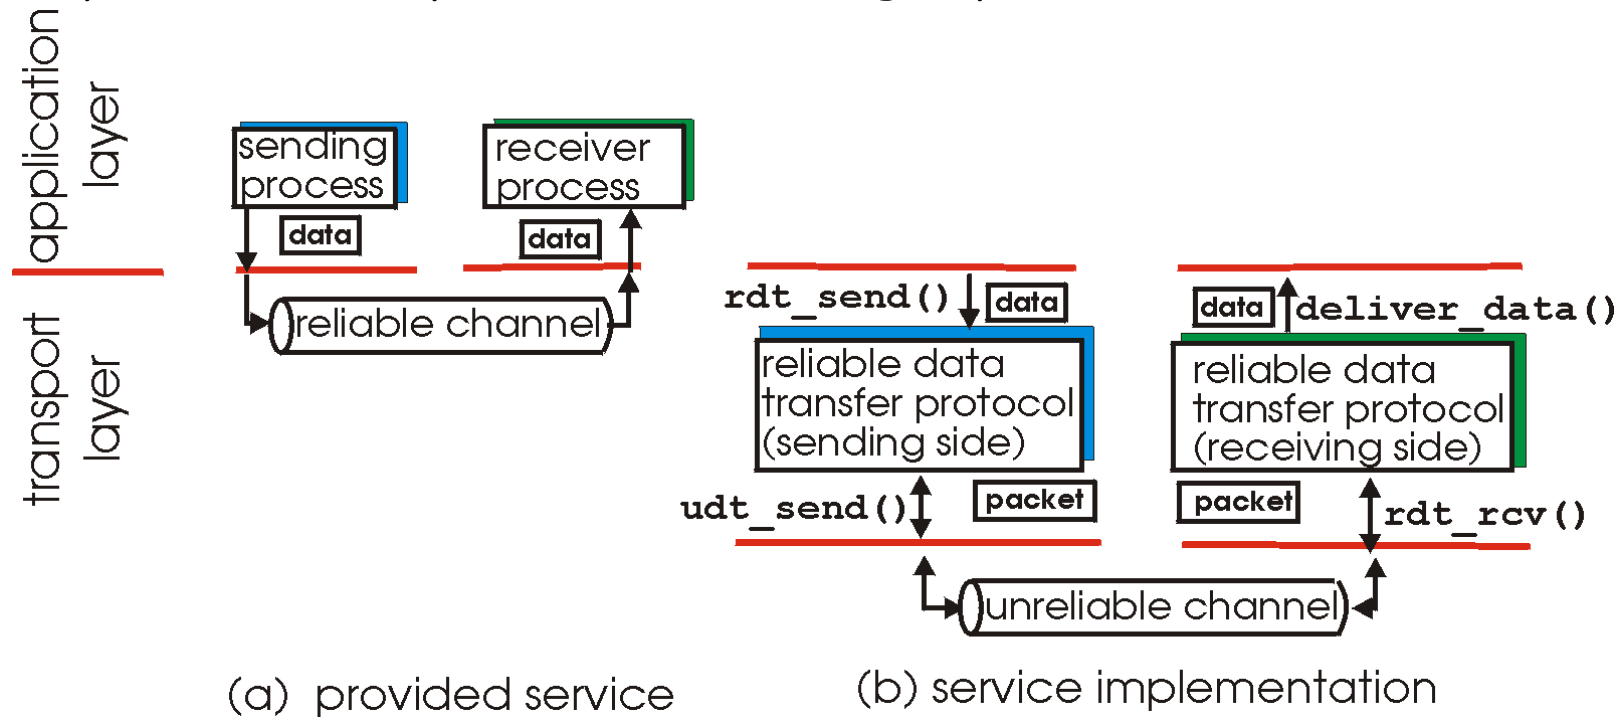 application
layer
transport
layer
sending
process
data
receiver
process
data
reliable channel
(a) provided service
rdt_send()
data
reliable data
transfer protocol
(sending side)
udt_send()
packet
data
deliver_data()
reliable data
transfer protocol
(receiving side)
packet
rdt_rcv()
unreliable channel
(b) service implementation